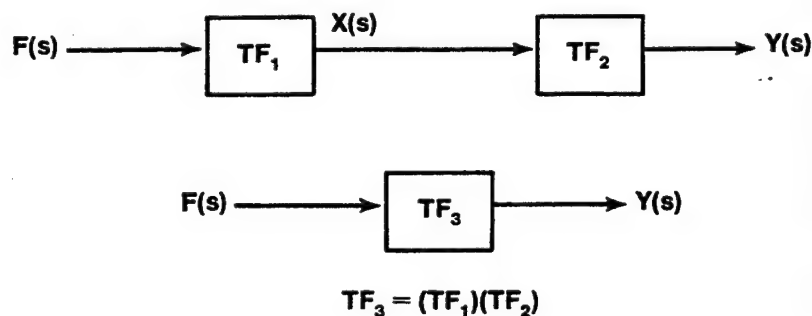 F(s) TF₁ X(s) TF₂ Y(s)
F(s) TF₃ Y(s)
TF₃ = (TF₁)(TF₂)